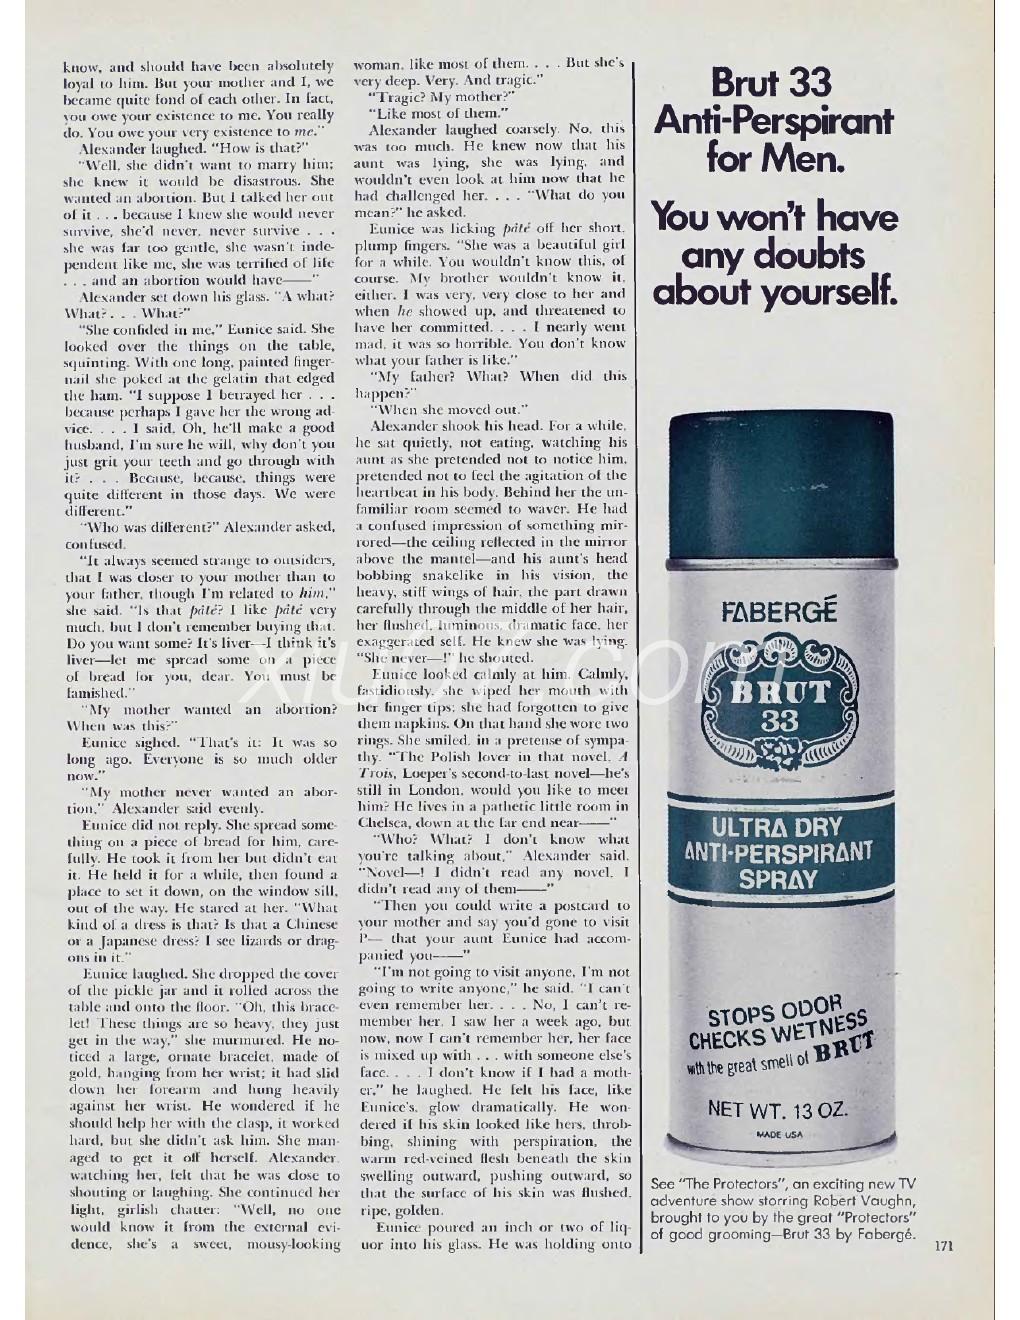 know, and should have been absolutely
loyal to him. But your mother and I, we
became quite fond of each other. In fact,
you owe your existence to me. You really
do. You owe your very existence to me."
Alexander laughed. "How is that?"
"Well, she didn't want to marry him;
she knew it would be disastrous. She
wanted an abortion. But I talked her out
of it . . . because I knew she would never
survive, she'd never, never survive . . .
she was far too gentle, she wasn't inde-
pendent like me, she was terrified of life
. . . and an abortion would have——"
Alexander set down his glass. "A what?
What? . . . What?"
"She confided in me," Eunice said. She
looked over the things on the table,
squinting. With one long, painted finger-
nail she poked at the gelatin that edged
the ham. "I suppose I betrayed her . . .
because perhaps I gave her the wrong ad-
vice. . . . I said, Oh, he'll make a good
husband, I'm sure he will, why don't you
just grit your teeth and go through with
it? . . . Because, because, things were
quite different in those days. We were
different."
"Who was different?" Alexander asked,
confused.
"It always seemed strange to outsiders,
that I was closer to your mother than to
your father, though I'm related to him,"
she said. "Is that pâté? I like pâté very
much, but I don't remember buying that.
Do you want some? It's liver—I think it's
liver—let me spread some on a piece
of bread for you, dear. You must be
famished."
"My mother wanted an abortion?
When was this?"
Eunice sighed. "That's it: It was so
long ago. Everyone is so much older
now."
"My mother never wanted an abor-
tion," Alexander said evenly.
Eunice did not reply. She spread some-
thing on a piece of bread for him, care-
fully. He took it from her but didn't eat
it. He held it for a while, then found a
place to set it down, on the window sill,
out of the way. He stared at her. "What
kind of a dress is that? Is that a Chinese
or a Japanese dress? I see lizards or drag-
ons in it."
Eunice laughed. She dropped the cover
of the pickle jar and it rolled across the
table and onto the floor. "Oh, this brace-
let! These things are so heavy, they just
get in the way," she murmured. He no-
ticed a large, ornate bracelet, made of
gold, hanging from her wrist; it had slid
down her forearm and hung heavily
against her wrist. He wondered if he
should help her with the clasp, it worked
hard, but she didn't ask him. She man-
aged to get it off herself. Alexander,
watching her, felt that he was close to
shouting or laughing. She continued her
light, girlish chatter: "Well, no one
would know it from the external evi-
dence, she's a sweet, mousy-looking
woman, like most of them. . . . But she's
very deep. Very. And tragic."
"Tragic? My mother?"
"Like most of them."
Alexander laughed coarsely. No, this
was too much. He knew now that his
aunt was lying, she was lying, and
wouldn't even look at him now that he
had challenged her. . . . "What do you
mean?" he asked.
Eunice was licking pâté off her short,
plump fingers. "She was a beautiful girl
for a while. You wouldn't know this, of
course. My brother wouldn't know it,
either. I was very, very close to her and
when he showed up, and threatened to
have her committed. . . . I nearly went
mad, it was so horrible. You don't know
what your father is like."
"My father? What? When did this
happen?"
"When she moved out."
Alexander shook his head. For a while,
he sat quietly, not eating, watching his
aunt as she pretended not to notice him,
pretended not to feel the agitation of the
heartbeat in his body. Behind her the un-
familiar room seemed to waver. He had
a confused impression of something mir-
rored—the ceiling reflected in the mirror
above the mantel—and his aunt's head
bobbing snakelike in his vision, the
heavy, stiff wings of hair, the part drawn
carefully through the middle of her hair,
her flushed, luminous, dramatic face, her
exaggerated self. He knew she was lying.
"She never—!" he shouted.
Eunice looked calmly at him. Calmly,
fastidiously, she wiped her mouth with
her finger tips; she had forgotten to give
them napkins. On that hand she wore two
rings. She smiled, in a pretense of sympa-
thy. "The Polish lover in that novel, A
Trois, Loeper's second-to-last novel—he's
still in London, would you like to meet
him? He lives in a pathetic little room in
Chelsea, down at the far end near——"
"Who? What? I don't know what
you're talking about," Alexander said.
"Novel—! I didn't read any novel. I
didn't read any of them——"
"Then you could write a postcard to
your mother and say you'd gone to visit
P— that your aunt Eunice had accom-
panied you——"
"I'm not going to visit anyone, I'm not
going to write anyone," he said. "I can't
even remember her. . . . No, I can't re-
member her. I saw her a week ago, but
now, now I can't remember her, her face
is mixed up with . . . with someone else's
face. . . . I don't know if I had a moth-
er," he laughed. He felt his face, like
Eunice's, glow dramatically. He won-
dered if his skin looked like hers, throb-
bing, shining with perspiration, the
warm red-veined flesh beneath the skin
swelling outward, pushing outward, so
that the surface of his skin was flushed,
ripe, golden.
Eunice poured an inch or two of liq-
uor into his glass. He was holding onto
Brut 33
Anti-Perspirant
for Men.
You won't have
any doubts
about yourself.
FABERGÉ
BRUT
33
ULTRA DRY
ANTI-PERSPIRANT
SPRAY
STOPS ODOR
CHECKS WETNESS
with the great smell of BRUT
NET WT. 13 OZ.
MADE USA
See "The Protectors", an exciting new TV
adventure show starring Robert Vaughn,
brought to you by the great "Protectors"
of good grooming—Brut 33 by Fabergé.
171